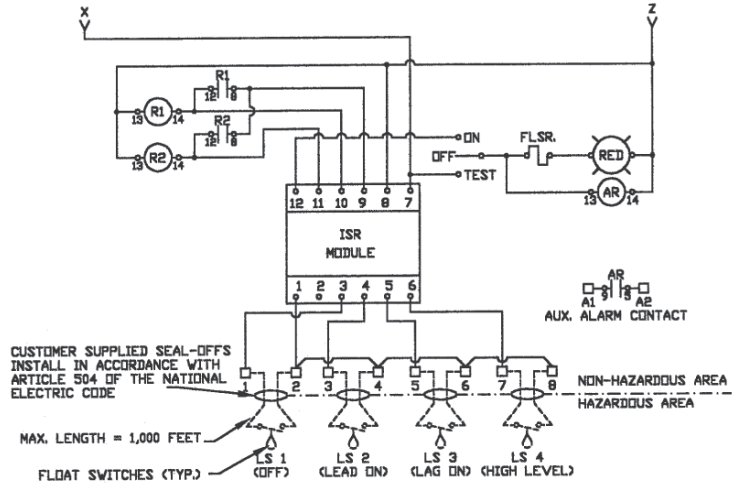 X
Z
R1
12 8
R1
13 14
R2
12 8
R2
13 14
ON
OFF
TEST
FLSR.
RED
AR
13 14
12 11 10 9 8 7
ISR
MODULE
1 2 3 4 5 6
AR
9 5
A1 A2
AUX. ALARM CONTACT
CUSTOMER SUPPLIED SEAL-OFFS
INSTALL IN ACCORDANCE WITH
ARTICLE 504 OF THE NATIONAL
ELECTRIC CODE
1 2 3 4 5 6 7 8
NON-HAZARDOUS AREA
HAZARDOUS AREA
MAX. LENGTH = 1,000 FEET
FLOAT SWITCHES (TYP.)
LS 1
(OFF)
LS 2
(LEAD ON)
LS 3
(LAG ON)
LS 4
(HIGH LEVEL)